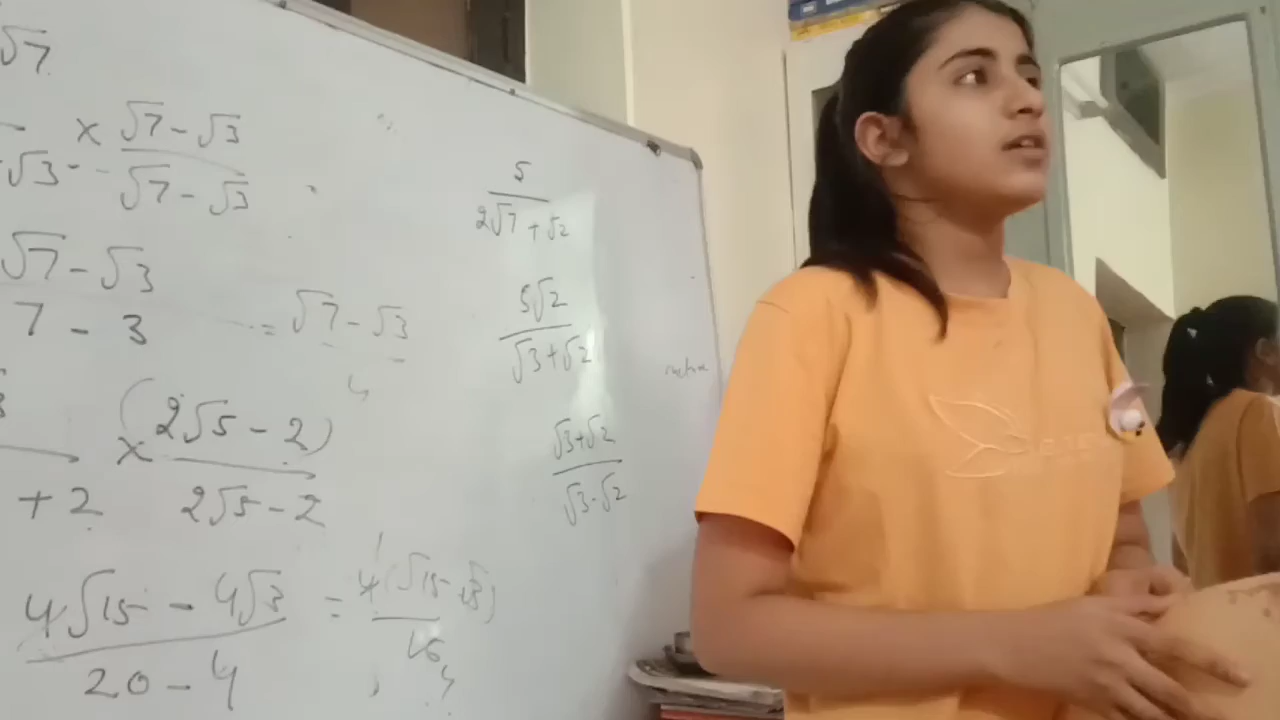 √7
× √7 - √3
√3 √7 - √3
√7 - √3
7 - 3 = √7 - √3
4
× (2√5 - 2)
+ 2 2√5 - 2
4√15 - 4√3 = 4(√15 - √3)
20 - 4 16
4
5
2√7 + √2
5√2
√3 + √2
√3 + √2
√3 - √2